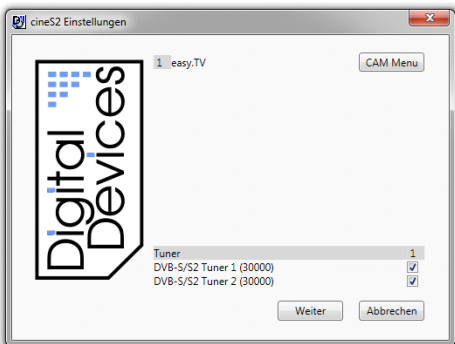 cineS2 Einstellungen
1 easy.TV
CAM Menu
Digital
Devices
Tuner 1
DVB-S/S2 Tuner 1 (30000)
DVB-S/S2 Tuner 2 (30000)
Weiter
Abbrechen